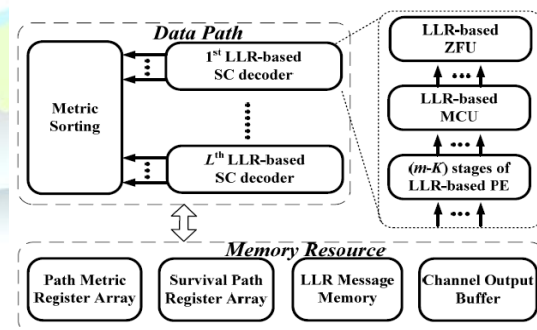 Data Path
Metric
Sorting
1st LLR-based
SC decoder
Lth LLR-based
SC decoder
LLR-based
ZFU
LLR-based
MCU
(m-K) stages of
LLR-based PE
Memory Resource
Path Metric
Register Array
Survival Path
Register Array
LLR Message
Memory
Channel Output
Buffer